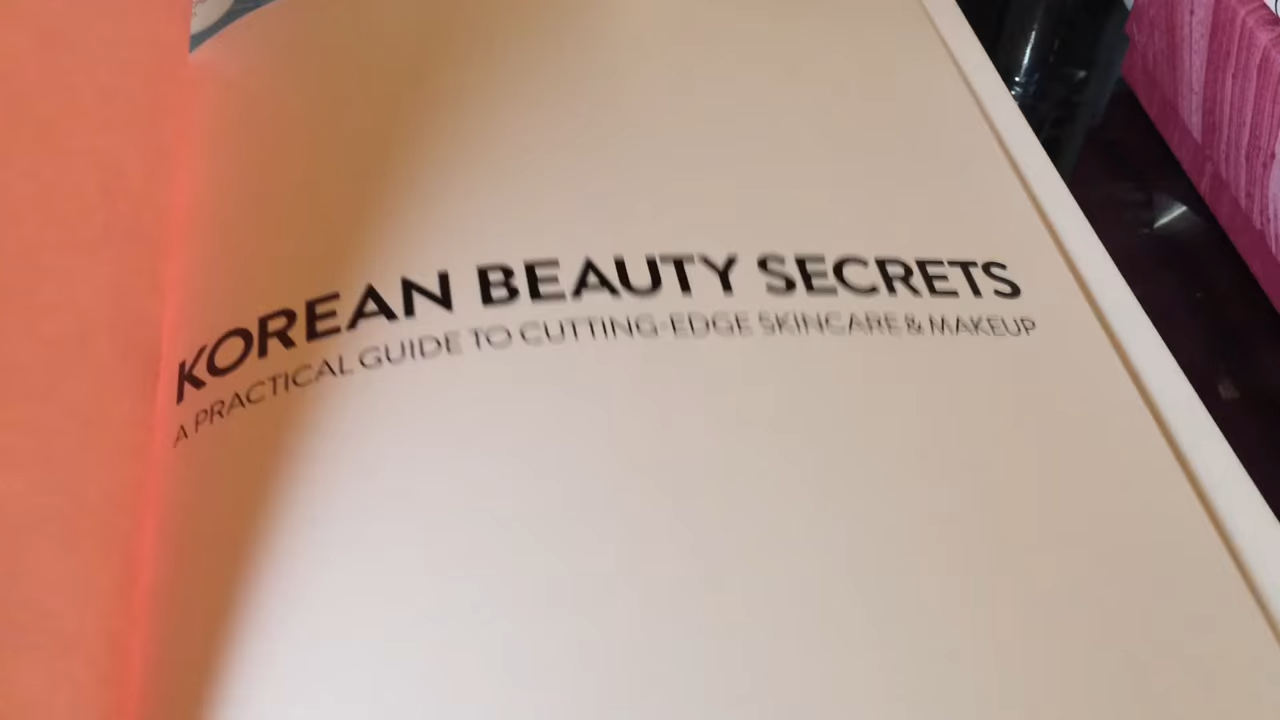 KOREAN BEAUTY SECRETS
A PRACTICAL GUIDE TO CUTTING-EDGE SKINCARE & MAKEUP